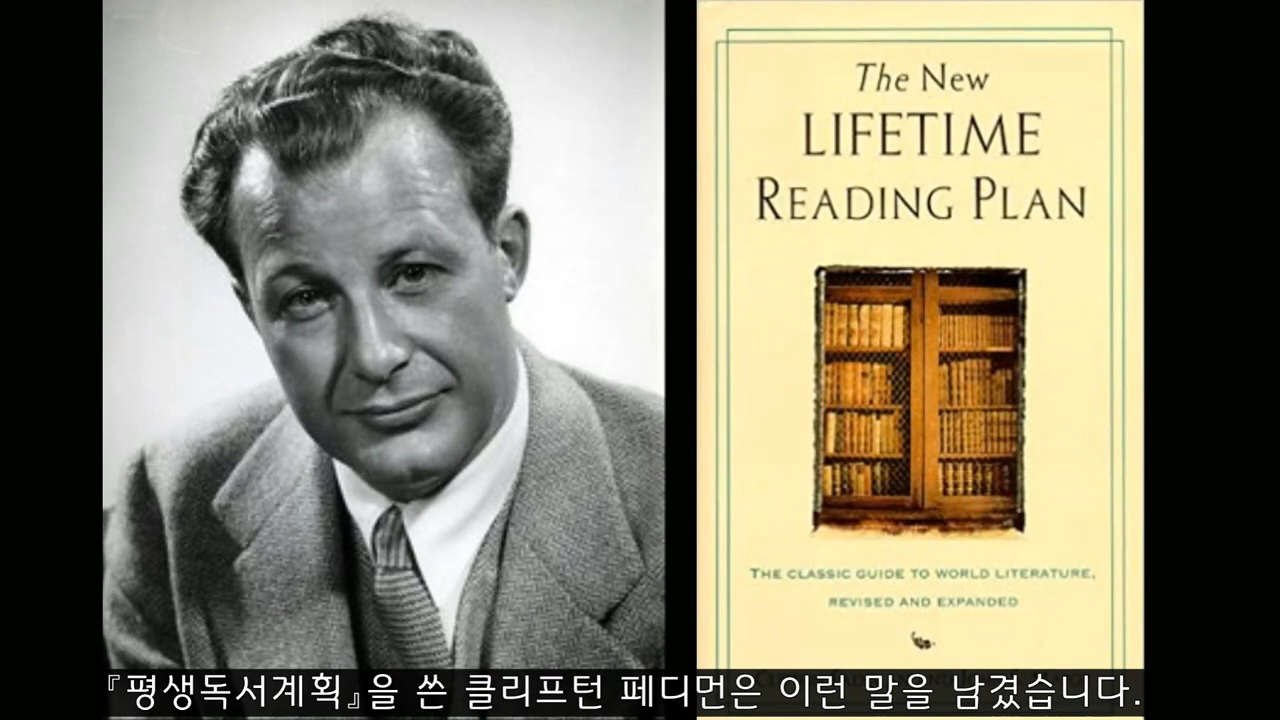 The New
LIFETIME
READING PLAN
THE CLASSIC GUIDE TO WORLD LITERATURE,
REVISED AND EXPANDED
『평생독서계획』을 쓴 클리프턴 페디먼은 이런 말을 남겼습니다.